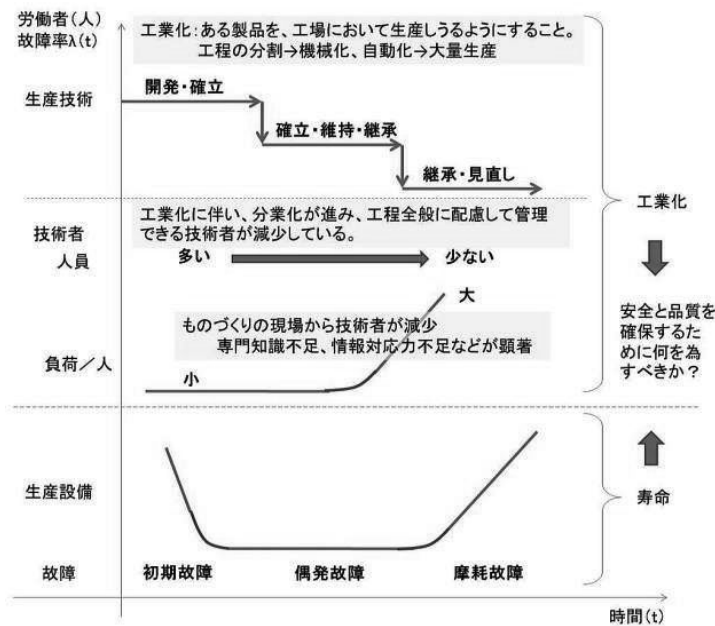 労働者(人)
故障率λ(t)
工業化:ある製品を、工場において生産しうるようにすること。
工程の分割→機械化、自動化→大量生産
生産技術
開発・確立
確立・維持・継承
継承・見直し
工業化
工業化に伴い、分業化が進み、工程全般に配慮して管理
できる技術者が減少している。
技術者
人員
多い
少ない
大
ものづくりの現場から技術者が減少
専門知識不足、情報対応力不足などが顕著
安全と品質を
確保するた
めに何を為
すべきか?
負荷/人
小
生産設備
寿命
故障
初期故障
偶発故障
摩耗故障
時間(t)